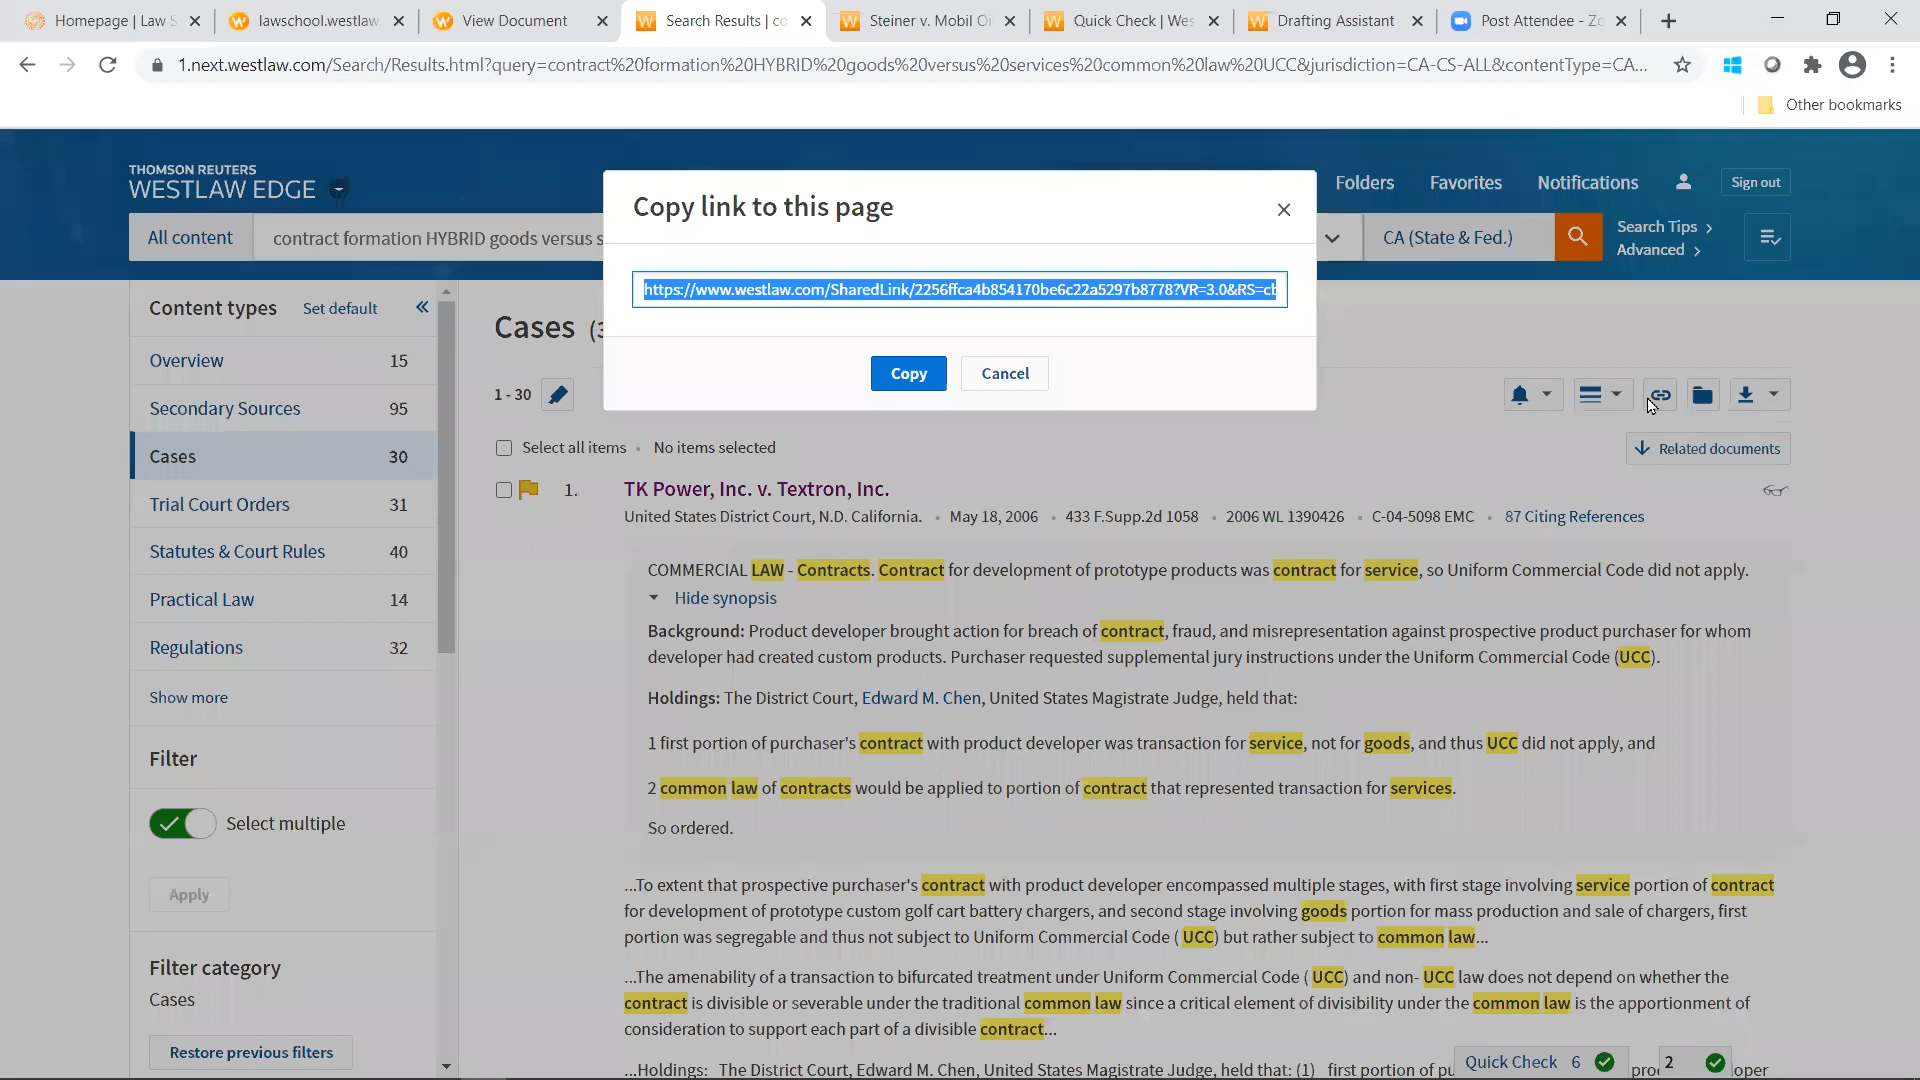 Homepage | Law S
lawschool.westlaw
View Document
Search Results | co
Steiner v. Mobil O
Quick Check | Wes
Drafting Assistant
Post Attendee - Zo
1.next.westlaw.com/Search/Results.html?query=contract%20formation%20HYBRID%20goods%20versus%20services%20common%20law%20UCC&jurisdiction=CA-CS-ALL&contentType=CA...
Other bookmarks
THOMSON REUTERS
WESTLAW EDGE
Folders
Favorites
Notifications
Sign out
All content
contract formation HYBRID goods versus s
CA (State & Fed.)
Search Tips
Advanced
Copy link to this page
https://www.westlaw.com/SharedLink/2256ffca4b854170be6c22a5297b8778?VR=3.0&RS=cb
Copy
Cancel
Content types Set default
Overview 15
Secondary Sources 95
Cases 30
Trial Court Orders 31
Statutes & Court Rules 40
Practical Law 14
Regulations 32
Show more
Filter
Select multiple
Apply
Filter category
Cases
Restore previous filters
Cases (3
1 - 30
Select all items • No items selected
Related documents
1. TK Power, Inc. v. Textron, Inc.
United States District Court, N.D. California. • May 18, 2006 • 433 F.Supp.2d 1058 • 2006 WL 1390426 • C-04-5098 EMC • 87 Citing References
COMMERCIAL LAW - Contracts. Contract for development of prototype products was contract for service, so Uniform Commercial Code did not apply.
Hide synopsis
Background: Product developer brought action for breach of contract, fraud, and misrepresentation against prospective product purchaser for whom
developer had created custom products. Purchaser requested supplemental jury instructions under the Uniform Commercial Code (UCC).
Holdings: The District Court, Edward M. Chen, United States Magistrate Judge, held that:
1 first portion of purchaser's contract with product developer was transaction for service, not for goods, and thus UCC did not apply, and
2 common law of contracts would be applied to portion of contract that represented transaction for services.
So ordered.
...To extent that prospective purchaser's contract with product developer encompassed multiple stages, with first stage involving service portion of contract
for development of prototype custom golf cart battery chargers, and second stage involving goods portion for mass production and sale of chargers, first
portion was segregable and thus not subject to Uniform Commercial Code ( UCC) but rather subject to common law...
...The amenability of a transaction to bifurcated treatment under Uniform Commercial Code ( UCC) and non- UCC law does not depend on whether the
contract is divisible or severable under the traditional common law since a critical element of divisibility under the common law is the apportionment of
consideration to support each part of a divisible contract...
...Holdings: The District Court, Edward M. Chen, United States Magistrate Judge, held that: (1) first portion of pu
Quick Check 6
pro
2
loper